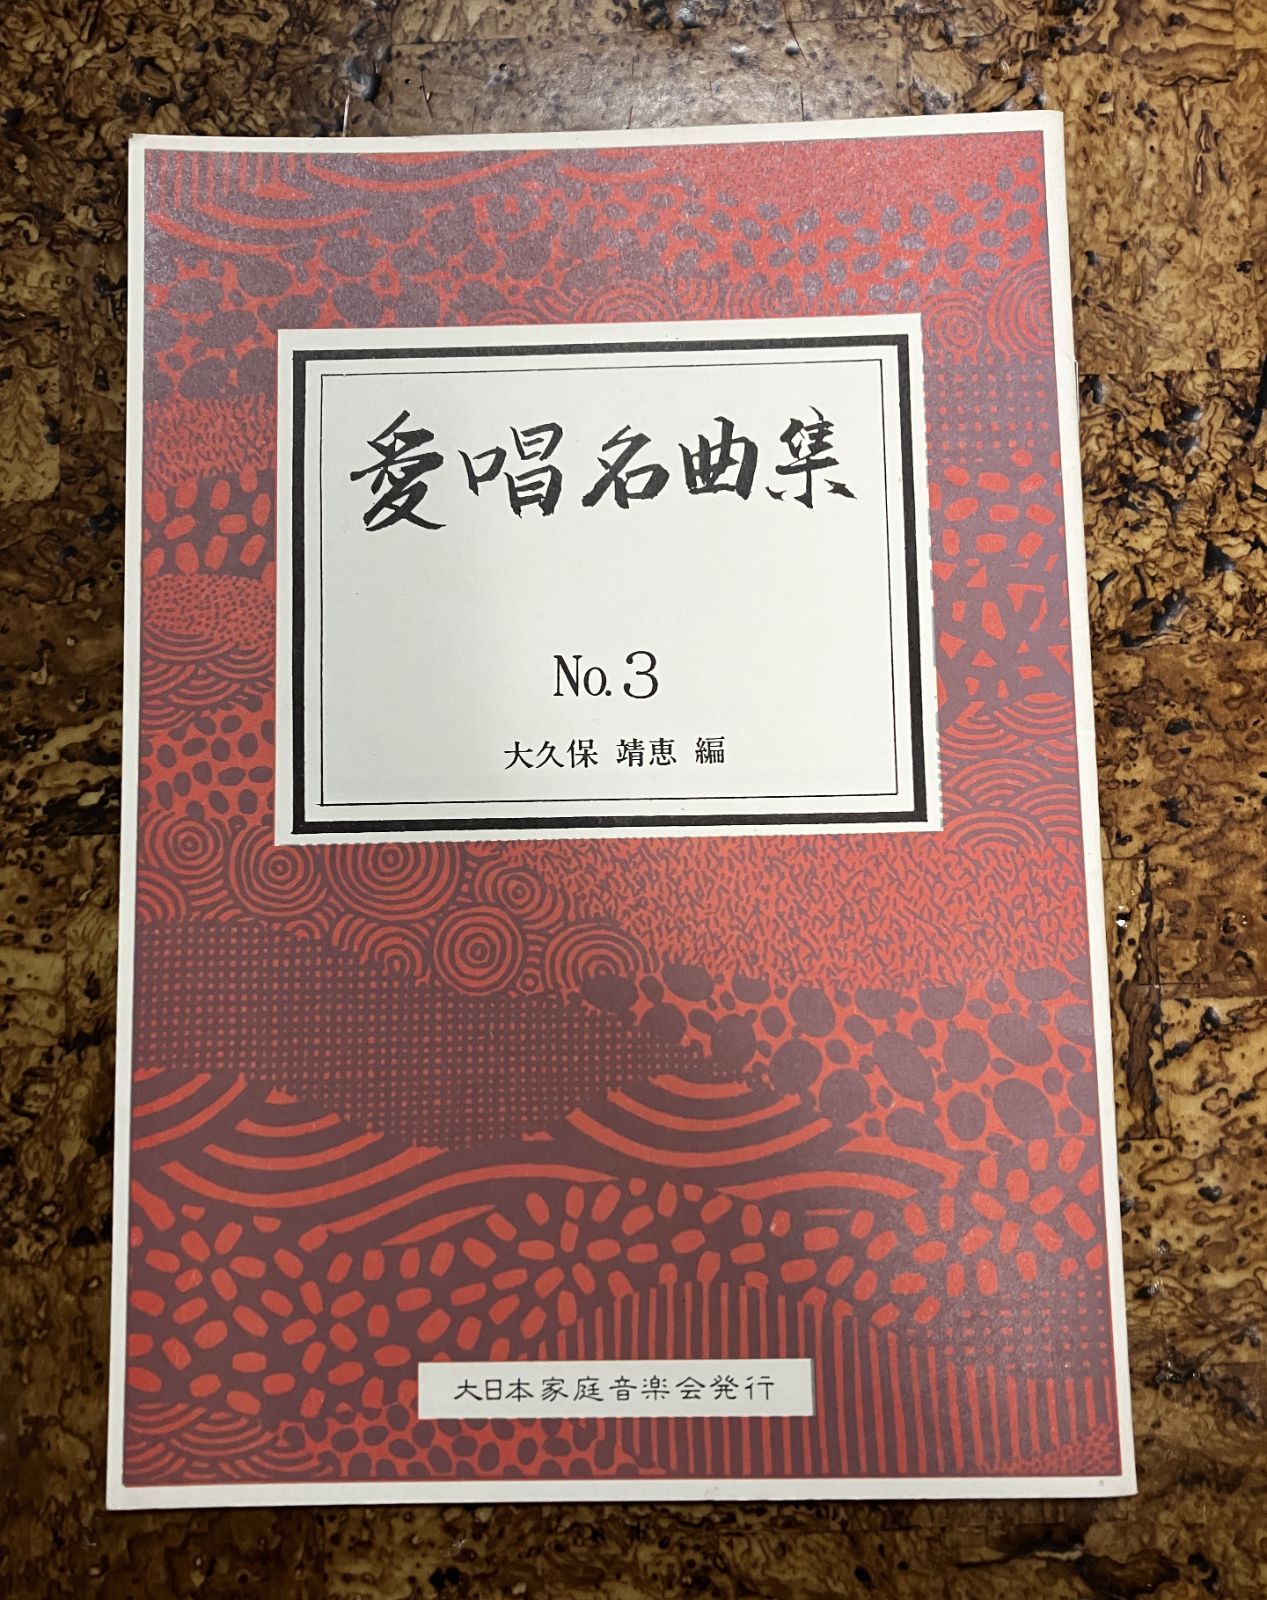 愛唱名曲集
No.3
大久保 靖恵 編
大日本家庭音楽会発行